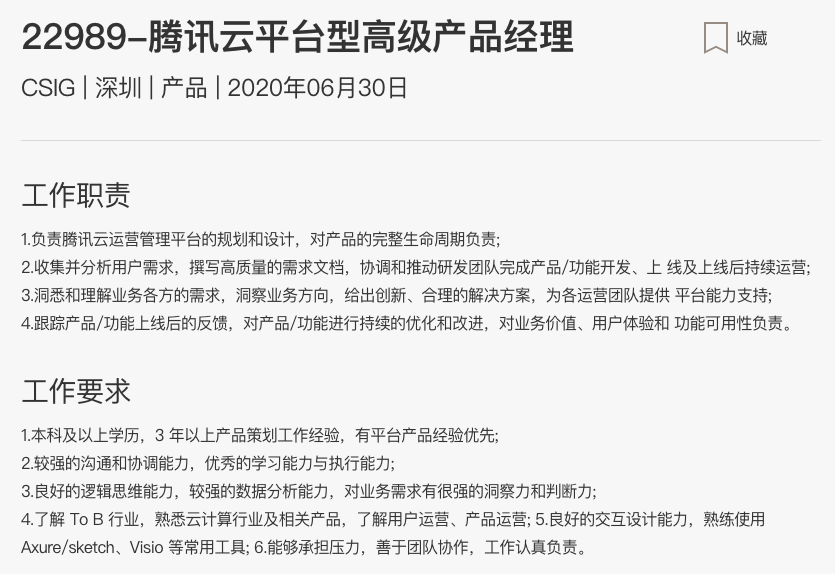 22989-腾讯云平台型高级产品经理
收藏
CSIG | 深圳 | 产品 | 2020年06月30日
工作职责
1.负责腾讯云运营管理平台的规划和设计，对产品的完整生命周期负责;
2.收集并分析用户需求，撰写高质量的需求文档，协调和推动研发团队完成产品/功能开发、上 线及上线后持续运营;
3.洞悉和理解业务各方的需求，洞察业务方向，给出创新、合理的解决方案，为各运营团队提供 平台能力支持;
4.跟踪产品/功能上线后的反馈，对产品/功能进行持续的优化和改进，对业务价值、用户体验和 功能可用性负责。
工作要求
1.本科及以上学历，3 年以上产品策划工作经验，有平台产品经验优先;
2.较强的沟通和协调能力，优秀的学习能力与执行能力;
3.良好的逻辑思维能力，较强的数据分析能力，对业务需求有很强的洞察力和判断力;
4.了解 To B 行业，熟悉云计算行业及相关产品，了解用户运营、产品运营; 5.良好的交互设计能力，熟练使用
Axure/sketch、Visio 等常用工具; 6.能够承担压力，善于团队协作，工作认真负责。